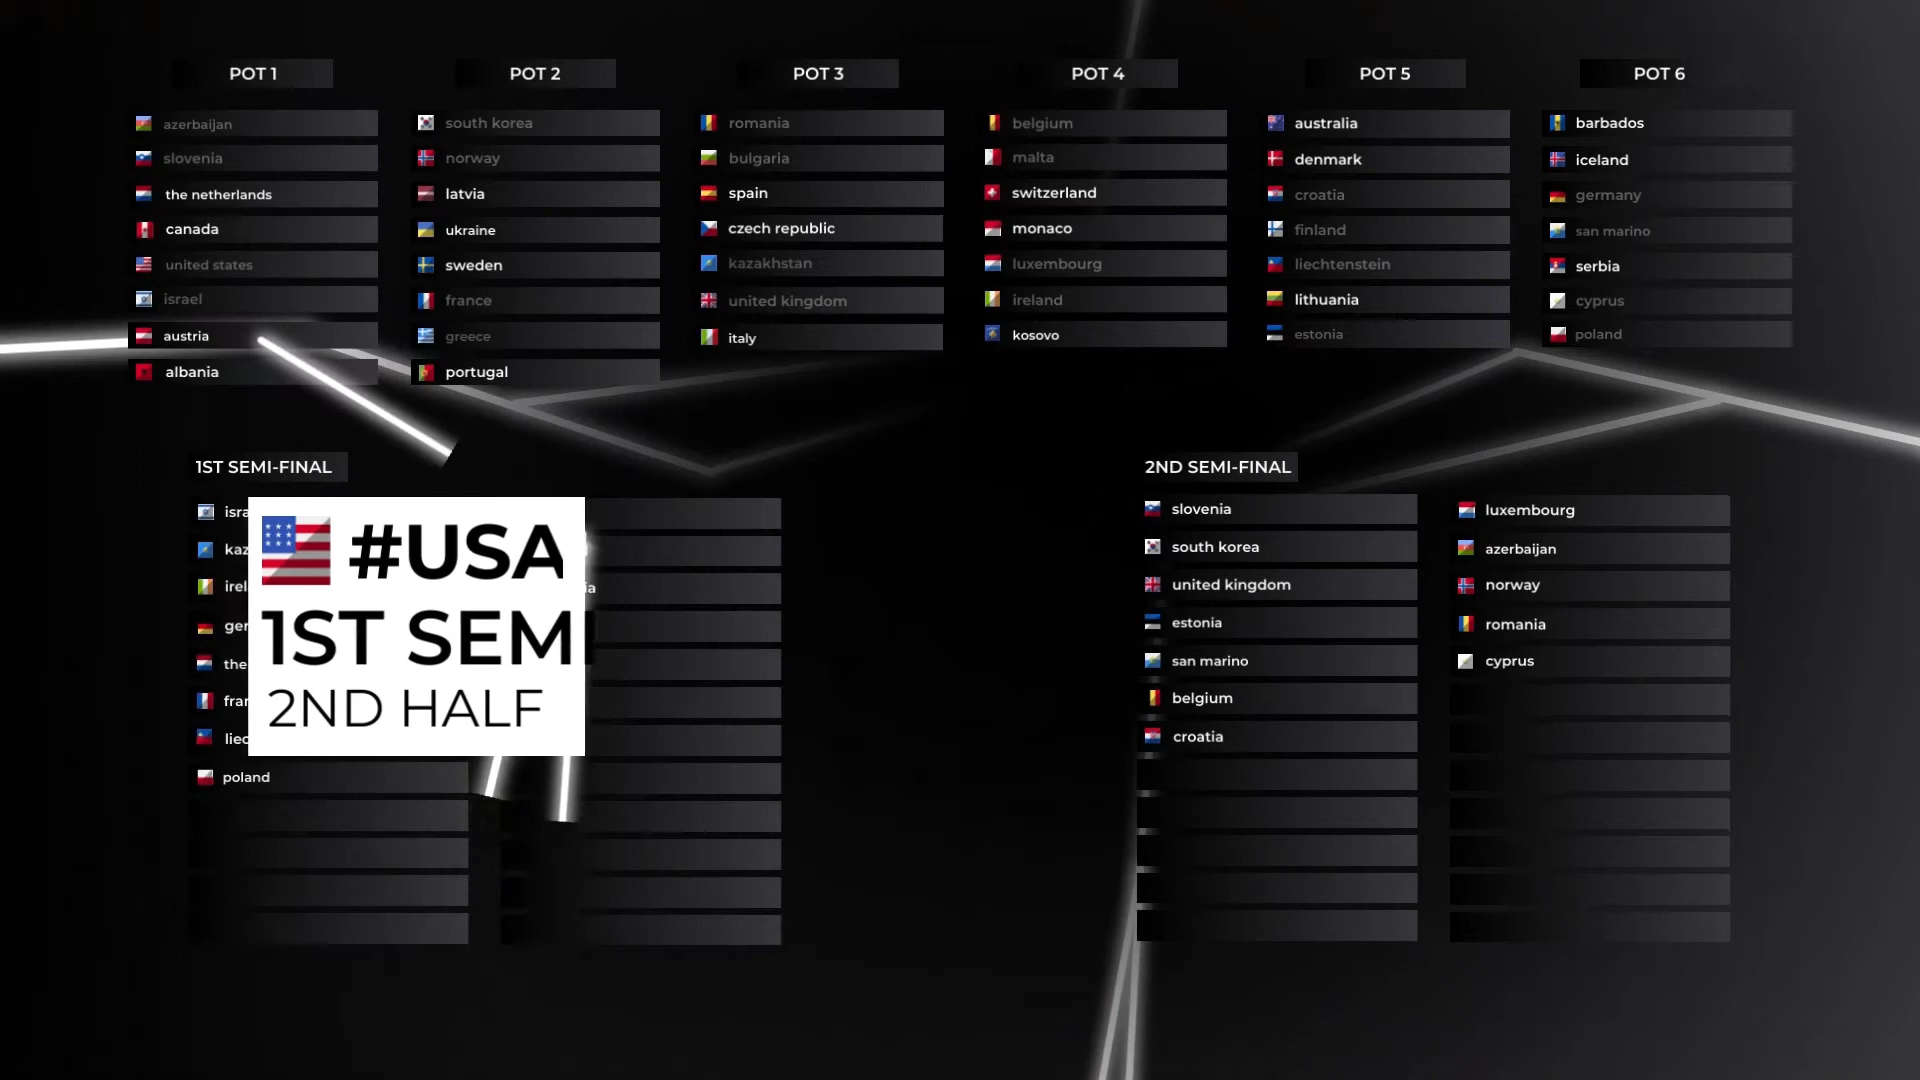 POT 1
azerbaijan
slovenia
the netherlands
canada
united states
israel
austria
albania
POT 2
south korea
norway
latvia
ukraine
sweden
france
greece
portugal
POT 3
romania
bulgaria
spain
czech republic
kazakhstan
united kingdom
italy
POT 4
belgium
malta
switzerland
monaco
luxembourg
ireland
kosovo
POT 5
australia
denmark
croatia
finland
liechtenstein
lithuania
estonia
POT 6
barbados
iceland
germany
san marino
serbia
cyprus
poland
1ST SEMI-FINAL
poland
#USA
1ST SEMI
2ND HALF
2ND SEMI-FINAL
slovenia
south korea
united kingdom
estonia
san marino
belgium
croatia
luxembourg
azerbaijan
norway
romania
cyprus